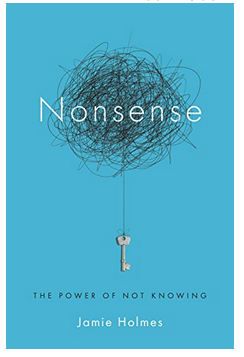 Nonsense
THE POWER OF NOT KNOWING
Jamie Holmes